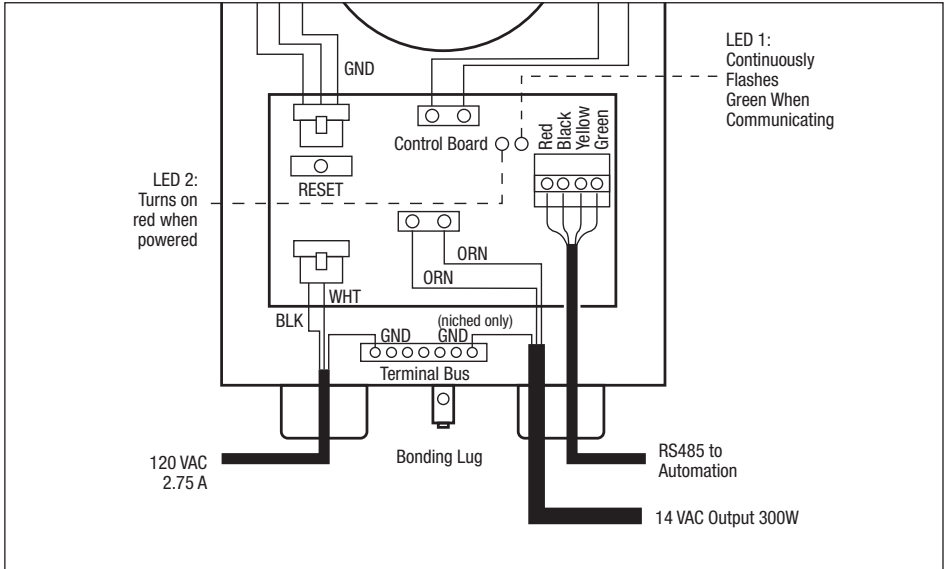 GND
LED 1:
Continuously
Flashes
Green When
Communicating
Control Board
Red
Black
Yellow
Green
RESET
LED 2:
Turns on
red when
powered
ORN
ORN
WHT
BLK
(niched only)
GND
GND
Terminal Bus
120 VAC
2.75 A
Bonding Lug
RS485 to
Automation
14 VAC Output 300W